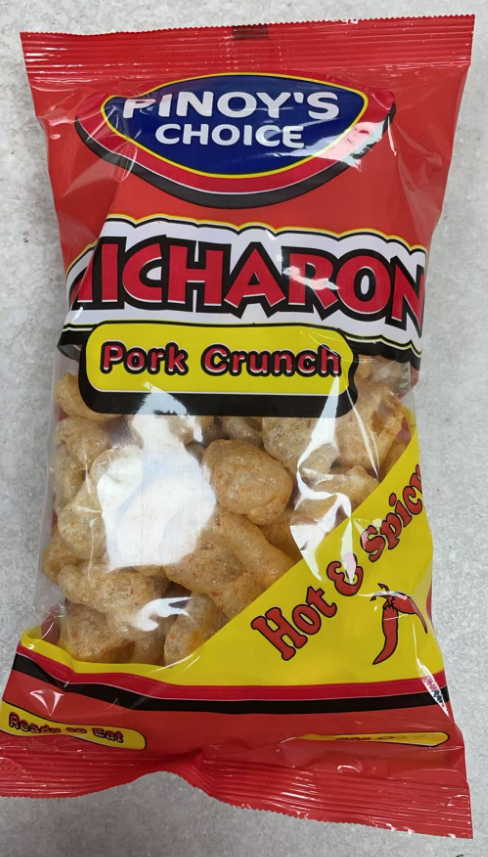 PINOY'S
CHOICE
ICHARON
Pork Crunch
Hot & Spicy
Ready to Eat